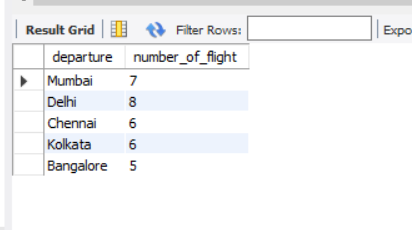 Result Grid Filter Rows: Expo
departure number_of_flight
Mumbai 7
Delhi 8
Chennai 6
Kolkata 6
Bangalore 5